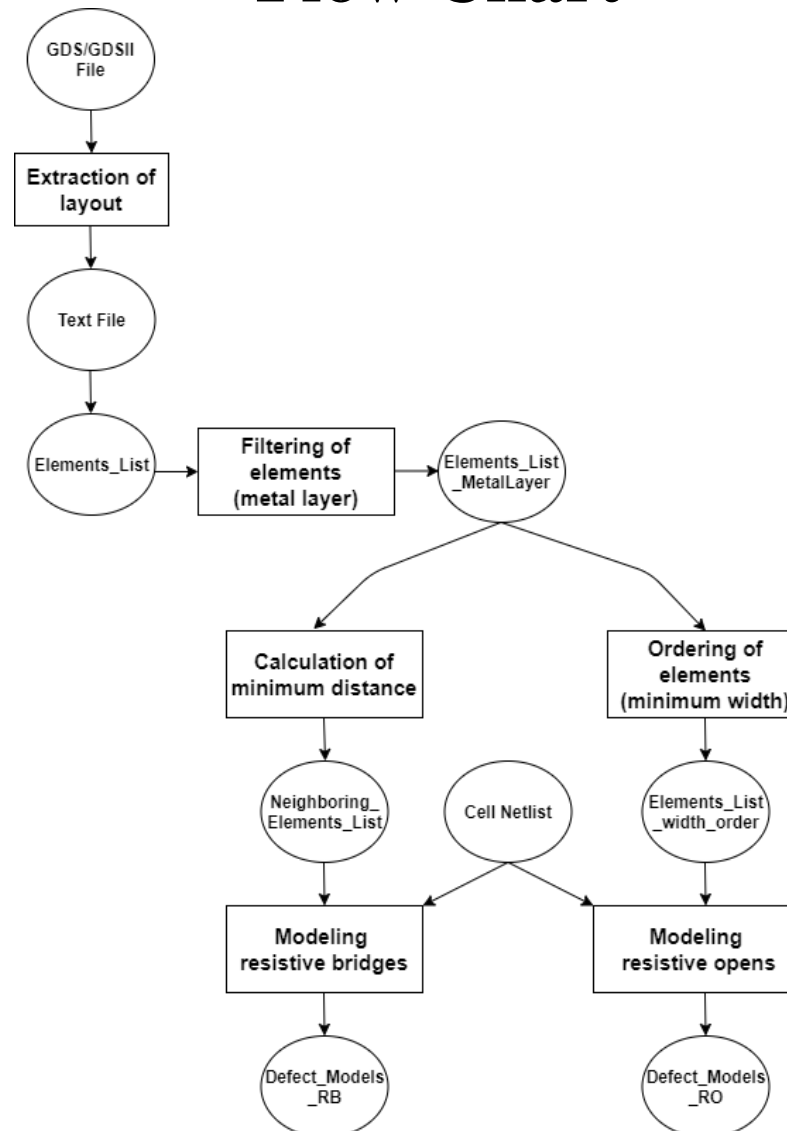 Flow Chart
GDS/GDSII
File
Extraction of
layout
Text File
Elements_List
Filtering of
elements
(metal layer)
Elements_List
_MetalLayer
Calculation of
minimum distance
Ordering of
elements
(minimum width)
Neighboring_
Elements_List
Cell Netlist
Elements_List
_width_order
Modeling
resistive bridges
Modeling
resistive opens
Defect_Models
_RB
Defect_Models
_RO